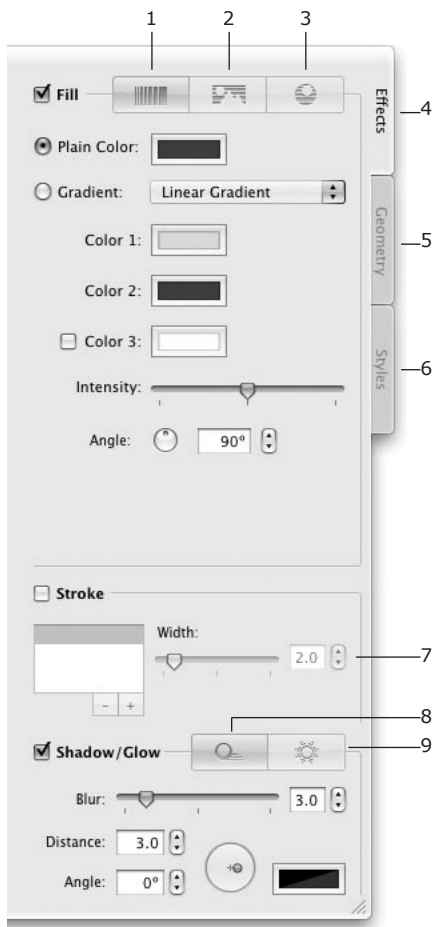 1 2 3
Fill
Effects
4
Plain Color:
Gradient: Linear Gradient
Geometry
5
Color 1:
Color 2:
Color 3:
Styles
6
Intensity:
Angle: 90°
Stroke
Width:
2.0
7
- +
8
Shadow/Glow
9
Blur: 3.0
Distance: 3.0
Angle: 0°